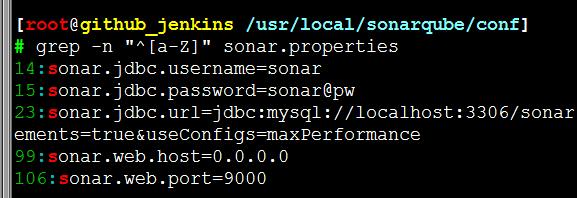 [root@github_jenkins /usr/local/sonarqube/conf]
# grep -n "^[a-Z]" sonar.properties
14:sonar.jdbc.username=sonar
15:sonar.jdbc.password=sonar@pw
23:sonar.jdbc.url=jdbc:mysql://localhost:3306/sonar
ements=true&useConfigs=maxPerformance
99:sonar.web.host=0.0.0.0
106:sonar.web.port=9000